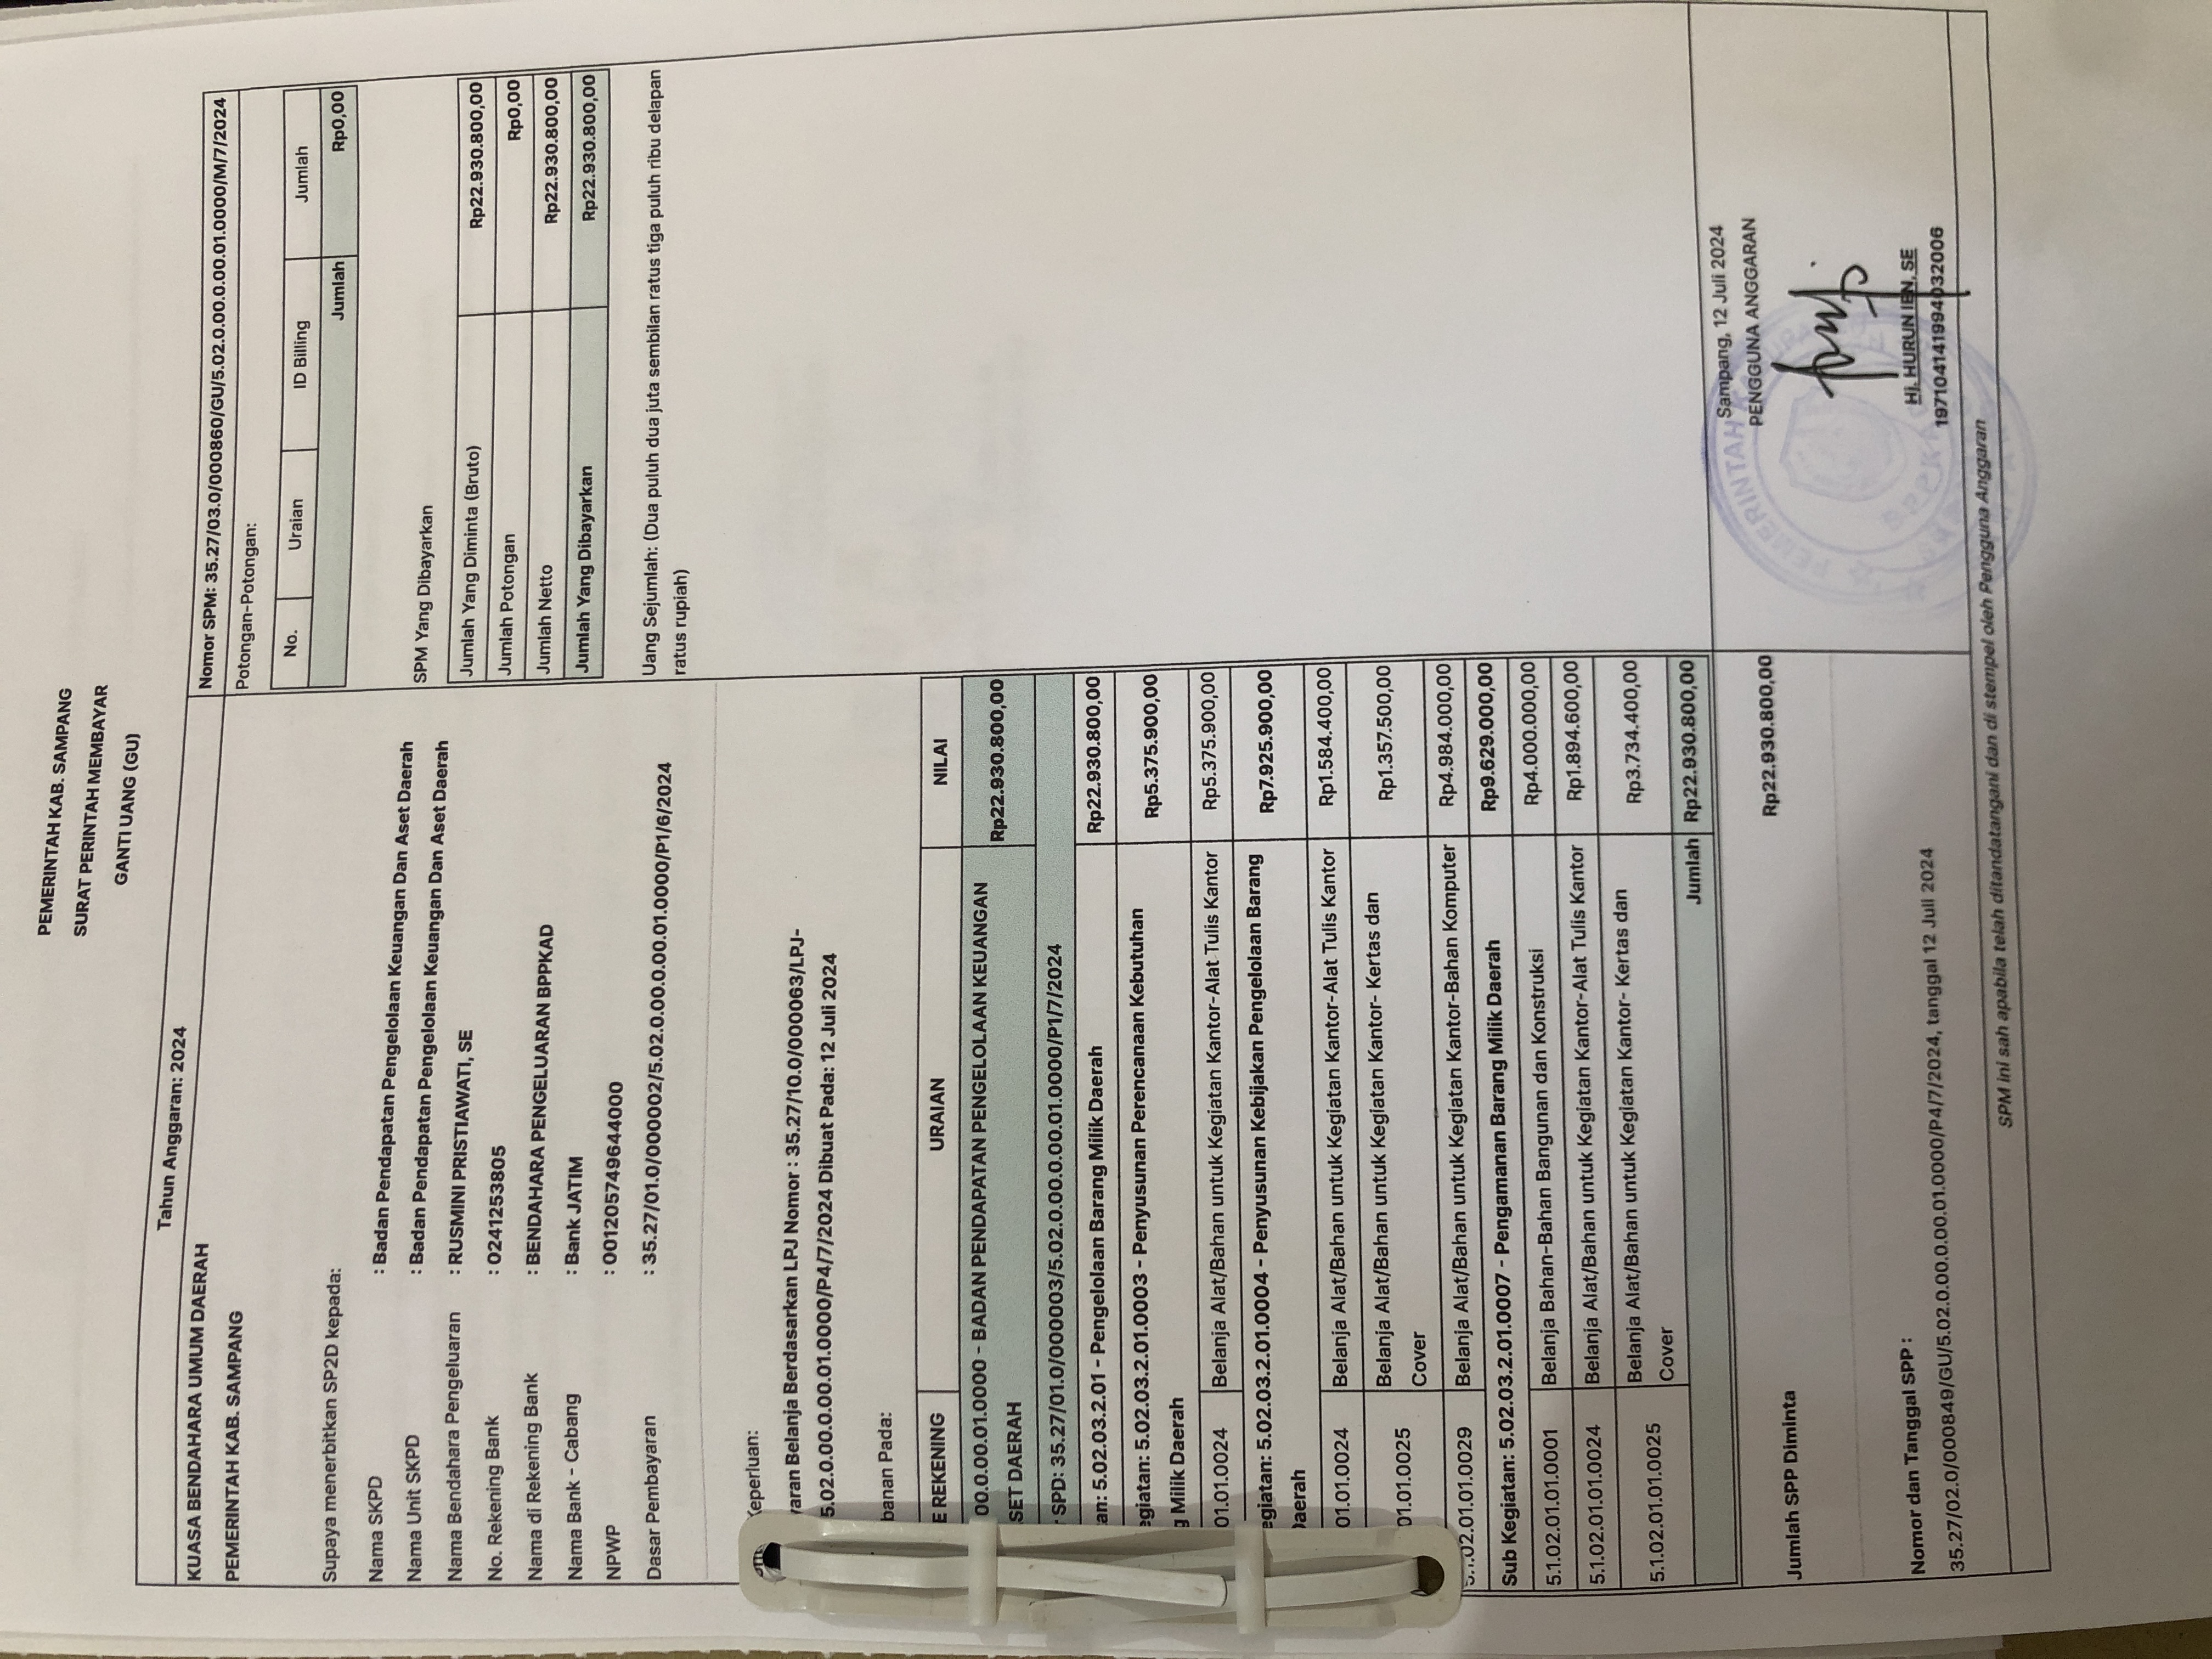 PEMERINTAH KAB. SAMPANG
SURAT PERINTAH MEMBAYAR
GANTI UANG (GU)
Tahun Anggaran: 2024
KUASA BENDAHARA UMUM DAERAH
PEMERINTAH KAB. SAMPANG
Supaya menerbitkan SP2D kepada:
Nama SKPD : Badan Pendapatan Pengelolaan Keuangan Dan Aset Daerah
Nama Unit SKPD : Badan Pendapatan Pengelolaan Keuangan Dan Aset Daerah
Nama Bendahara Pengeluaran : RUSMINI PRISTIAWATI, SE
No. Rekening Bank : 0241253805
Nama di Rekening Bank : BENDAHARA PENGELUARAN BPPKAD
Nama Bank - Cabang : Bank JATIM
NPWP : 001205749644000
Dasar Pembayaran : 35.27/01.0/000002/5.02.0.00.0.00.01.0000/P1/6/2024
Keperluan:
yaran Belanja Berdasarkan LPJ Nomor : 35.27/10.0/000063/LPJ-
5.02.0.00.0.00.01.0000/P4/7/2024 Dibuat Pada: 12 Juli 2024
banan Pada:
E REKENING URAIAN NILAI
00.0.00.01.0000 - BADAN PENDAPATAN PENGELOLAAN KEUANGAN
SET DAERAH Rp22.930.800,00
SPD: 35.27/01.0/000003/5.02.0.00.0.00.01.0000/P1/7/2024
an: 5.02.03.2.01 - Pengelolaan Barang Milik Daerah Rp22.930.800,00
egiatan: 5.02.03.2.01.0003 - Penyusunan Perencanaan Kebutuhan
g Milik Daerah Rp5.375.900,00
01.01.0024 Belanja Alat/Bahan untuk Kegiatan Kantor-Alat Tulis Kantor Rp5.375.900,00
egiatan: 5.02.03.2.01.0004 - Penyusunan Kebijakan Pengelolaan Barang
Daerah Rp7.925.900,00
01.01.0024 Belanja Alat/Bahan untuk Kegiatan Kantor-Alat Tulis Kantor Rp1.584.400,00
01.01.0025 Belanja Alat/Bahan untuk Kegiatan Kantor- Kertas dan
Cover Rp1.357.500,00
5.1.02.01.01.0029 Belanja Alat/Bahan untuk Kegiatan Kantor-Bahan Komputer Rp4.984.000,00
Sub Kegiatan: 5.02.03.2.01.0007 - Pengamanan Barang Milik Daerah Rp9.629.000,00
5.1.02.01.01.0001 Belanja Bahan-Bahan Bangunan dan Konstruksi Rp4.000.000,00
5.1.02.01.01.0024 Belanja Alat/Bahan untuk Kegiatan Kantor-Alat Tulis Kantor Rp1.894.600,00
5.1.02.01.01.0025 Belanja Alat/Bahan untuk Kegiatan Kantor- Kertas dan
Cover Rp3.734.400,00
Jumlah Rp22.930.800,00
Jumlah SPP Diminta Rp22.930.800,00
Nomor dan Tanggal SPP :
35.27/02.0/000849/GU/5.02.0.00.0.00.01.0000/P4/7/2024, tanggal 12 Juli 2024
Nomor SPM: 35.27/03.0/000860/GU/5.02.0.00.0.00.01.0000/M/7/2024
Potongan-Potongan:
No. Uraian ID Billing Jumlah
Jumlah Rp0,00
SPM Yang Dibayarkan
Jumlah Yang Diminta (Bruto) Rp22.930.800,00
Jumlah Potongan Rp0,00
Jumlah Netto Rp22.930.800,00
Jumlah Yang Dibayarkan Rp22.930.800,00
Uang Sejumlah: (Dua puluh dua juta sembilan ratus tiga puluh ribu delapan
ratus rupiah)
Sampang, 12 Juli 2024
PENGGUNA ANGGARAN
Hj. HURUN IEN, SE
197104141994032006
SPM ini sah apabila telah ditandatangani dan di stempel oleh Pengguna Anggaran